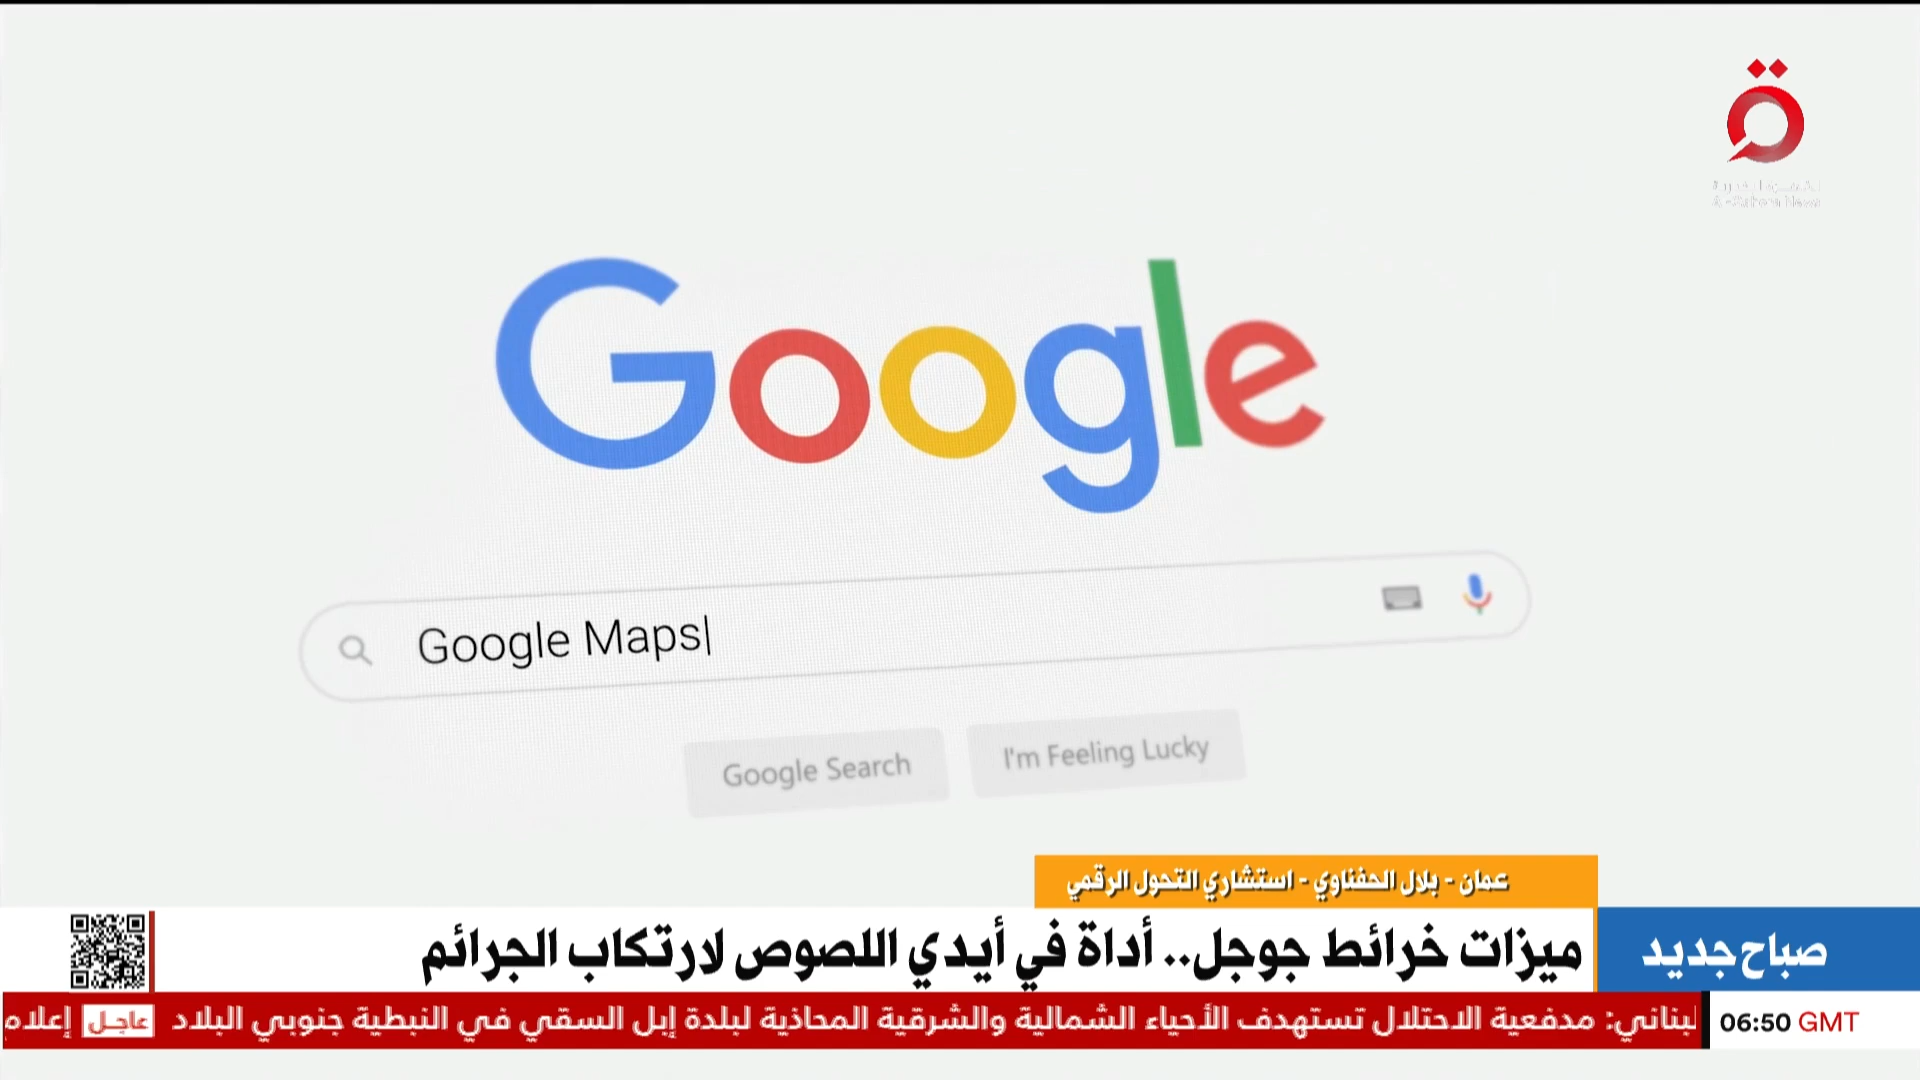 Google
Google Maps
Google Search
I'm Feeling Lucky
عمان - بلال الحفناوي - استشاري التحول الرقمي
صباح جديد
ميزات خرائط جوجل.. أداة في أيدي اللصوص لارتكاب الجرائم
لبناني: مدفعية الاحتلال تستهدف الأحياء الشمالية والشرقية المحاذية لبلدة إبل السقي في النبطية جنوبي البلاد عاجل إعلام
06:50 GMT